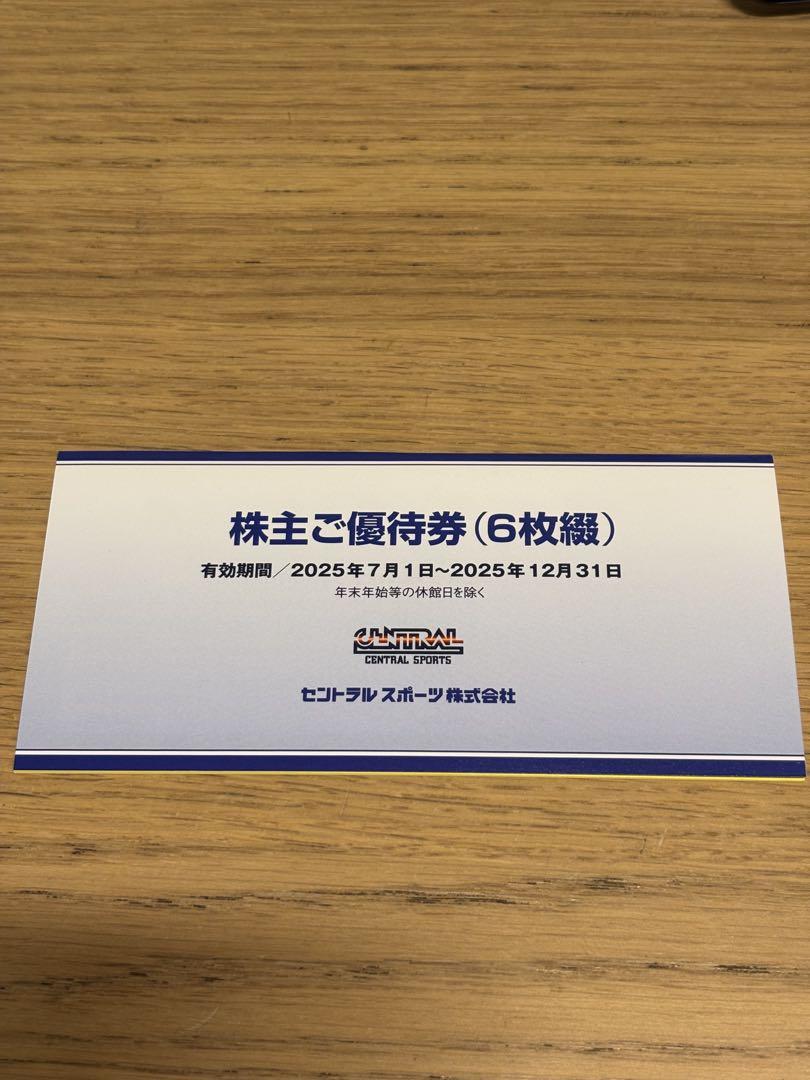 株主ご優待券(6枚綴)
有効期間/2025年7月1日~2025年12月31日
年末年始等の休館日を除く
CENTRAL
CENTRAL SPORTS
セントラルスポーツ株式会社